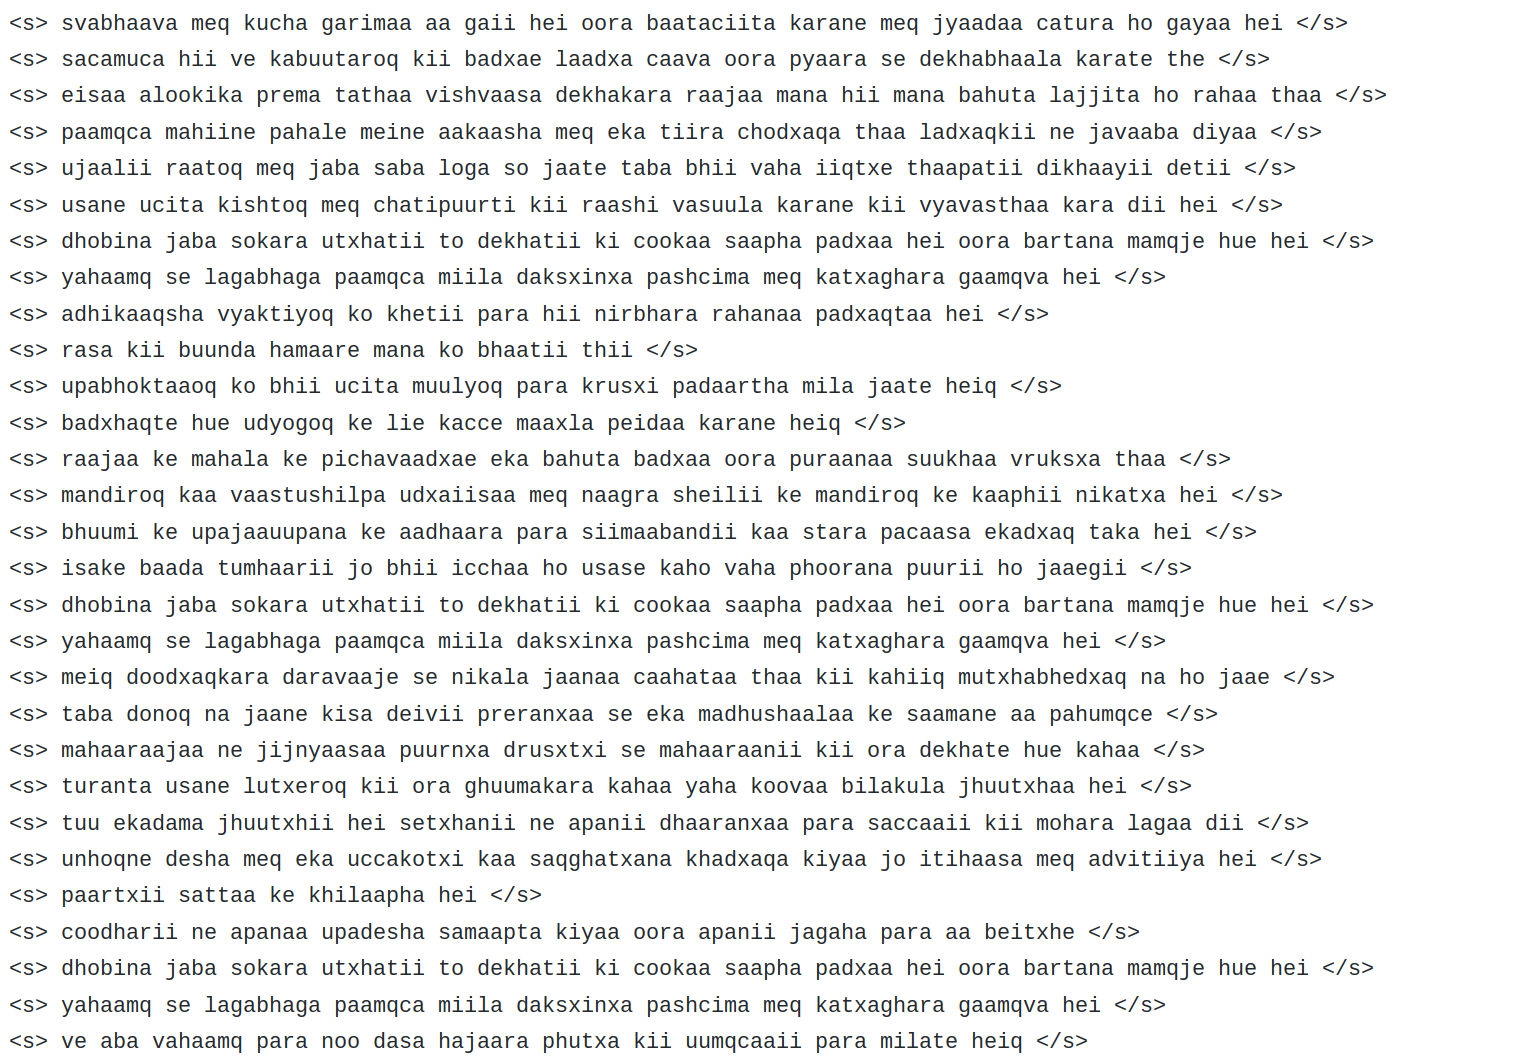 <s> svabhaava meq kucha garimaa aa gaii hei oora baataciita karane meq jyaadaa catura ho gayaa hei </s>
<s> sacamuca hii ve kabuutaroq kii badxae laadxa caava oora pyaara se dekhabhaala karate the </s>
<s> eisaa alookika prema tathaa vishvaasa dekhakara raajaa mana hii mana bahuta lajjita ho rahaa thaa </s>
<s> paamqca mahiine pahale meine aakaasha meq eka tiira chodxaqa thaa ladxaqkii ne javaaba diyaa </s>
<s> ujaalii raatoq meq jaba saba loga so jaate taba bhii vaha iiqtxe thaapatii dikhaayii detii </s>
<s> usane ucita kishtoq meq chatipuurti kii raashi vasuula karane kii vyavasthaa kara dii hei </s>
<s> dhobina jaba sokara utxhatii to dekhatii ki cookaa saapha padxaa hei oora bartana mamqje hue hei </s>
<s> yahaamq se lagabhaga paamqca miila daksxinxa pashcima meq katxaghara gaamqva hei </s>
<s> adhikaaqsha vyaktiyoq ko khetii para hii nirbhara rahanaa padxaqtaa hei </s>
<s> rasa kii buunda hamaare mana ko bhaatii thii </s>
<s> upabhoktaaoq ko bhii ucita muulyoq para krusxi padaartha mila jaate heiq </s>
<s> badxhaqte hue udyogoq ke lie kacce maaxla peidaa karane heiq </s>
<s> raajaa ke mahala ke pichavaadxae eka bahuta badxaa oora puraanaa suukhaa vruksxa thaa </s>
<s> mandiroq kaa vaastushilpa udxaiisaa meq naagra sheilii ke mandiroq ke kaaphii nikatxa hei </s>
<s> bhuumi ke upajaauupana ke aadhaara para siimaabandii kaa stara pacaasa ekadxaq taka hei </s>
<s> isake baada tumhaarii jo bhii icchaa ho usase kaho vaha phoorana puurii ho jaaegii </s>
<s> dhobina jaba sokara utxhatii to dekhatii ki cookaa saapha padxaa hei oora bartana mamqje hue hei </s>
<s> yahaamq se lagabhaga paamqca miila daksxinxa pashcima meq katxaghara gaamqva hei </s>
<s> meiq doodxaqkara daravaaje se nikala jaanaa caahataa thaa kii kahiiq mutxhabhedxaq na ho jaae </s>
<s> taba donoq na jaane kisa deivii preranxaa se eka madhushaalaa ke saamane aa pahumqce </s>
<s> mahaaraajaa ne jijnyaasaa puurnxa drusxtxi se mahaaraanii kii ora dekhate hue kahaa </s>
<s> turanta usane lutxeroq kii ora ghuumakara kahaa yaha koovaa bilakula jhuutxhaa hei </s>
<s> tuu ekadama jhuutxhii hei setxhanii ne apanii dhaaranxaa para saccaaii kii mohara lagaa dii </s>
<s> unhoqne desha meq eka uccakotxi kaa saqghatxana khadxaqa kiyaa jo itihaasa meq advitiiya hei </s>
<s> paartxii sattaa ke khilaapha hei </s>
<s> coodharii ne apanaa upadesha samaapta kiyaa oora apanii jagaha para aa beitxhe </s>
<s> dhobina jaba sokara utxhatii to dekhatii ki cookaa saapha padxaa hei oora bartana mamqje hue hei </s>
<s> yahaamq se lagabhaga paamqca miila daksxinxa pashcima meq katxaghara gaamqva hei </s>
<s> ve aba vahaamq para noo dasa hajaara phutxa kii uumqcaaii para milate heiq </s>